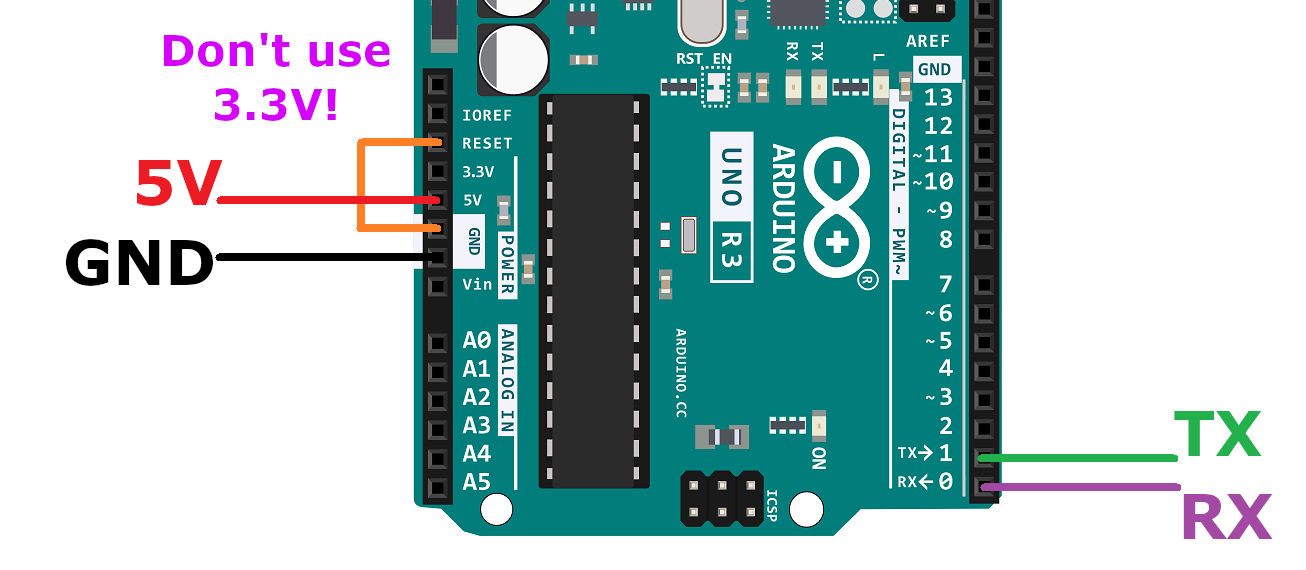 Don't use
3.3V!
5V
GND
IOREF
RESET
3.3V
5V
GND
Vin
POWER
A0
A1
A2
A3
A4
A5
ANALOG IN
RST EN
RX
TX
L
UNO
R3
ARDUINO
®
ARDUINO.CC
ON
ICSP
AREF
GND
13
12
~11
~10
~9
8
7
~6
~5
4
~3
2
TX→1
RX←0
DIGITAL - PWM~
TX
RX